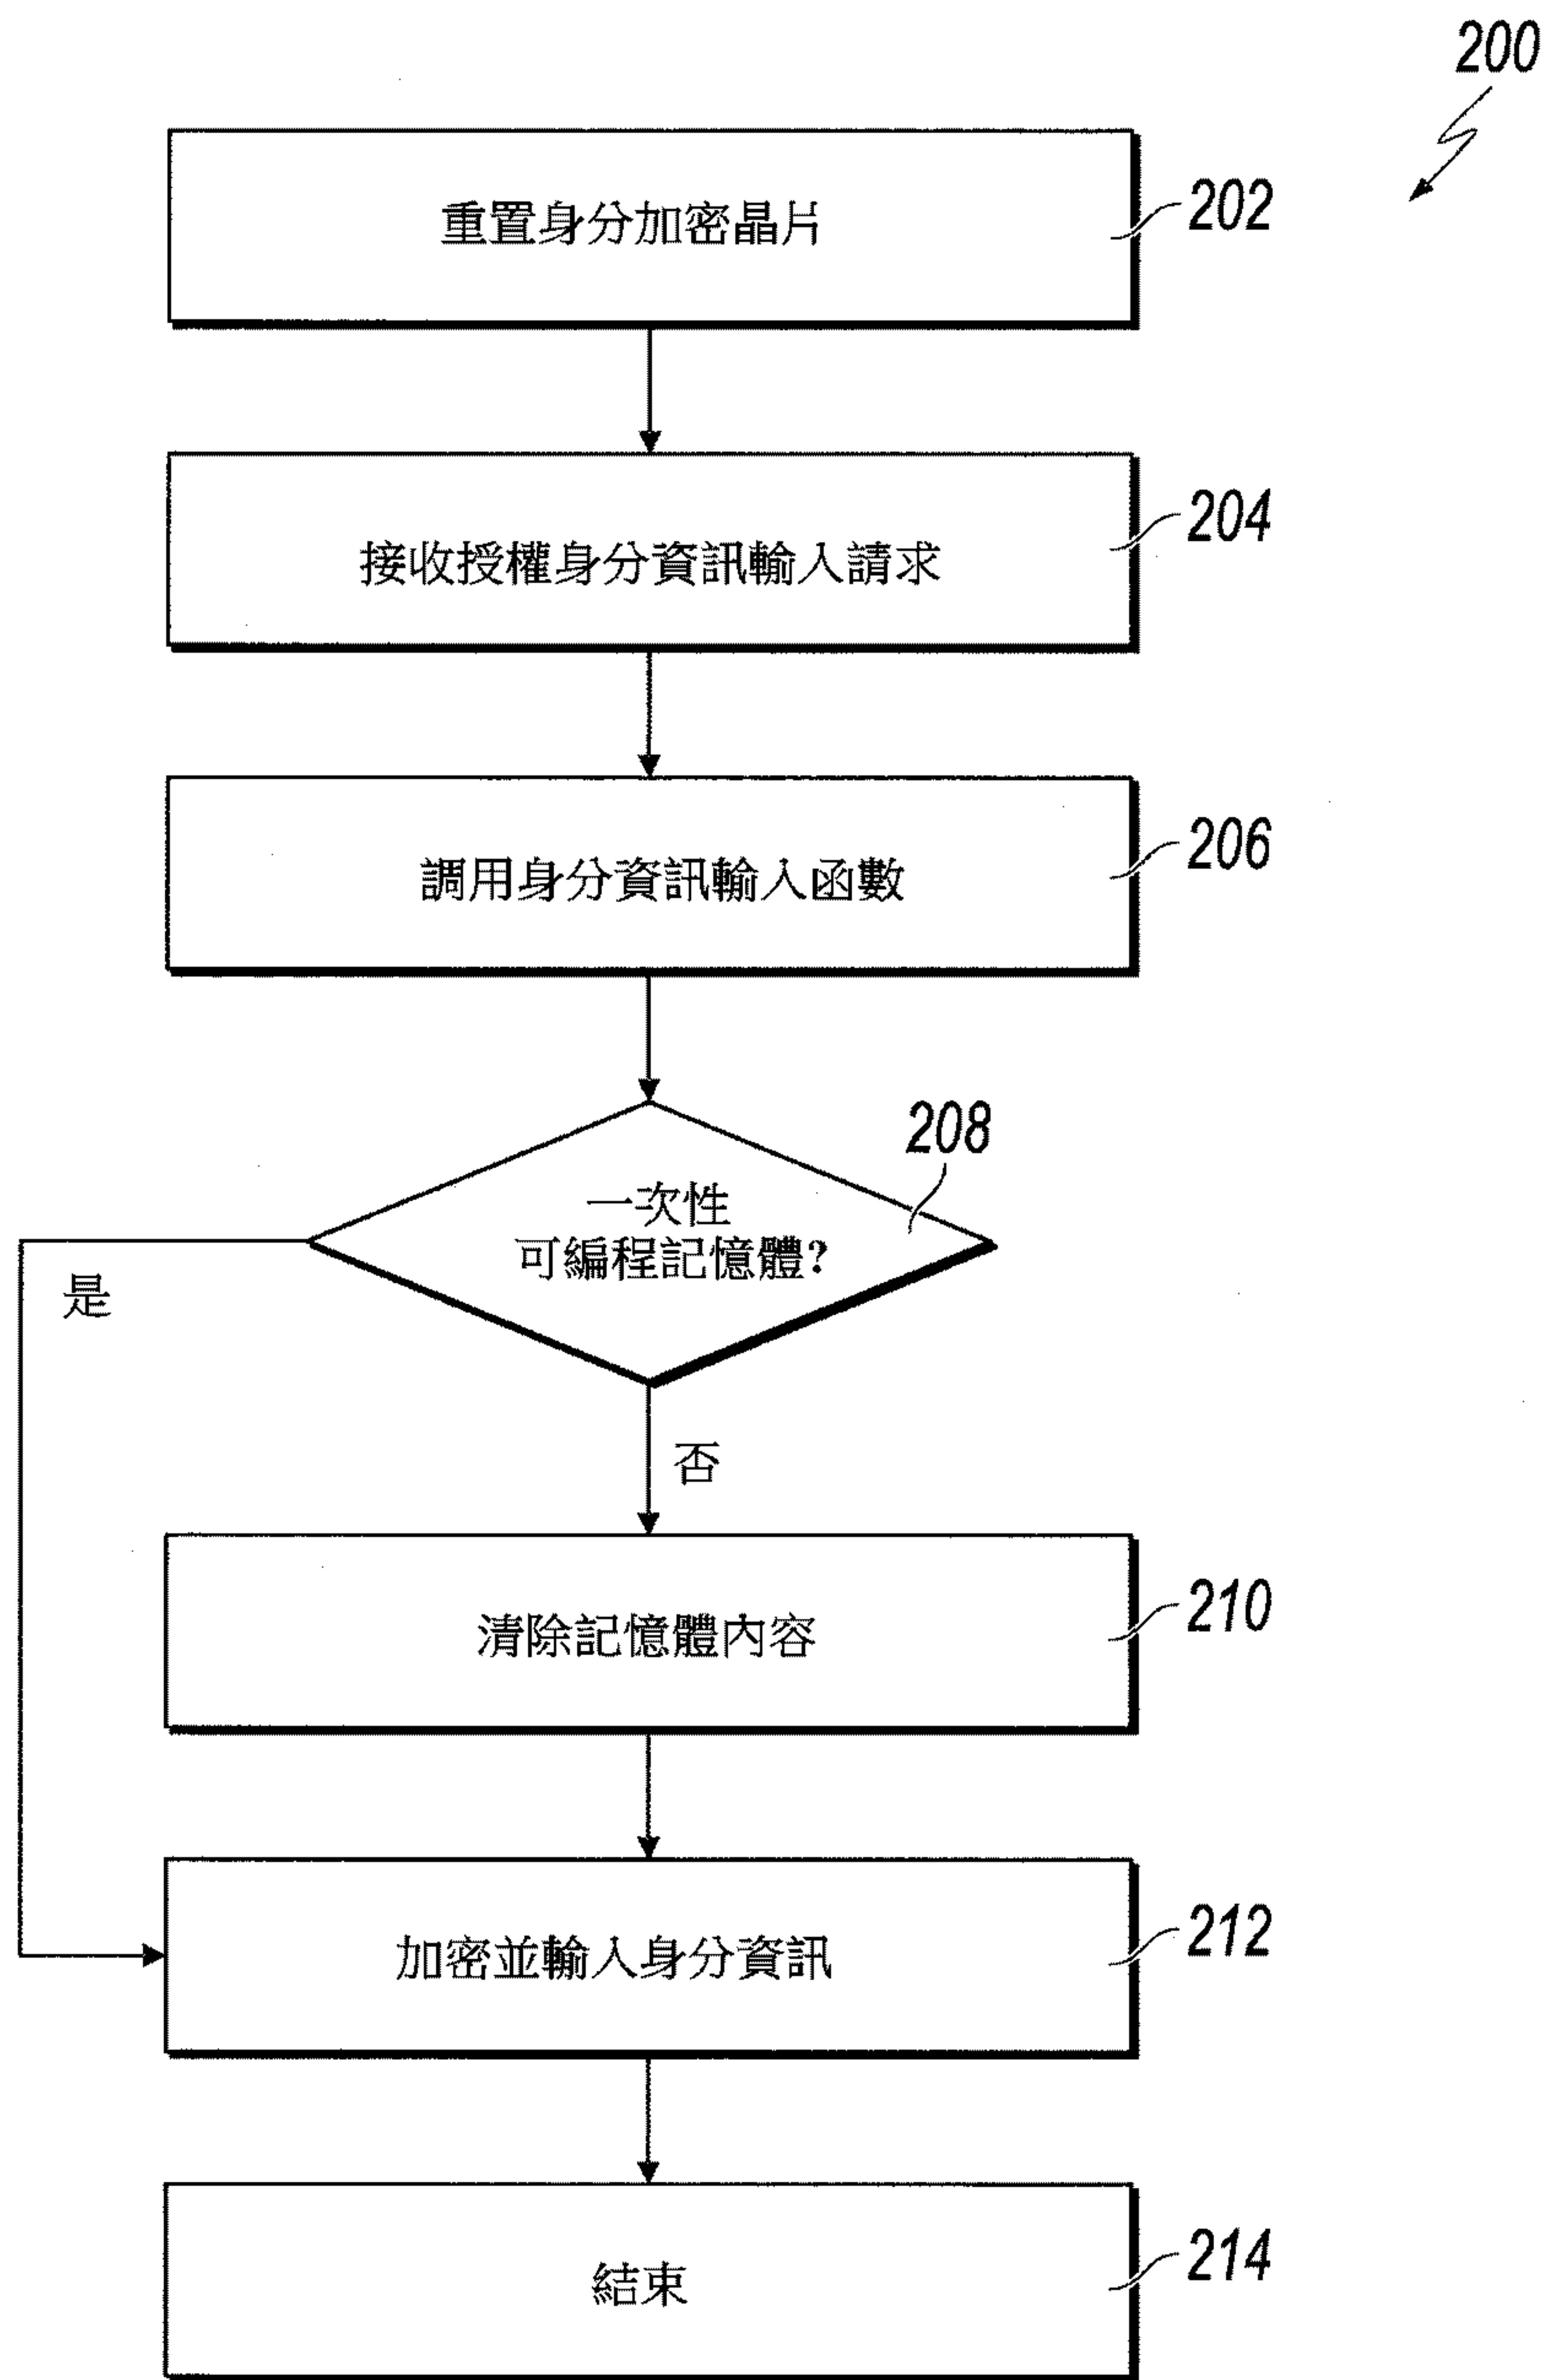 200
重置身分加密晶片
202
接收授權身分資訊輸入請求
204
調用身分資訊輸入函數
206
208
一次性
可編程記憶體?
是
否
清除記憶體內容
210
加密並輸入身分資訊
212
結束
214